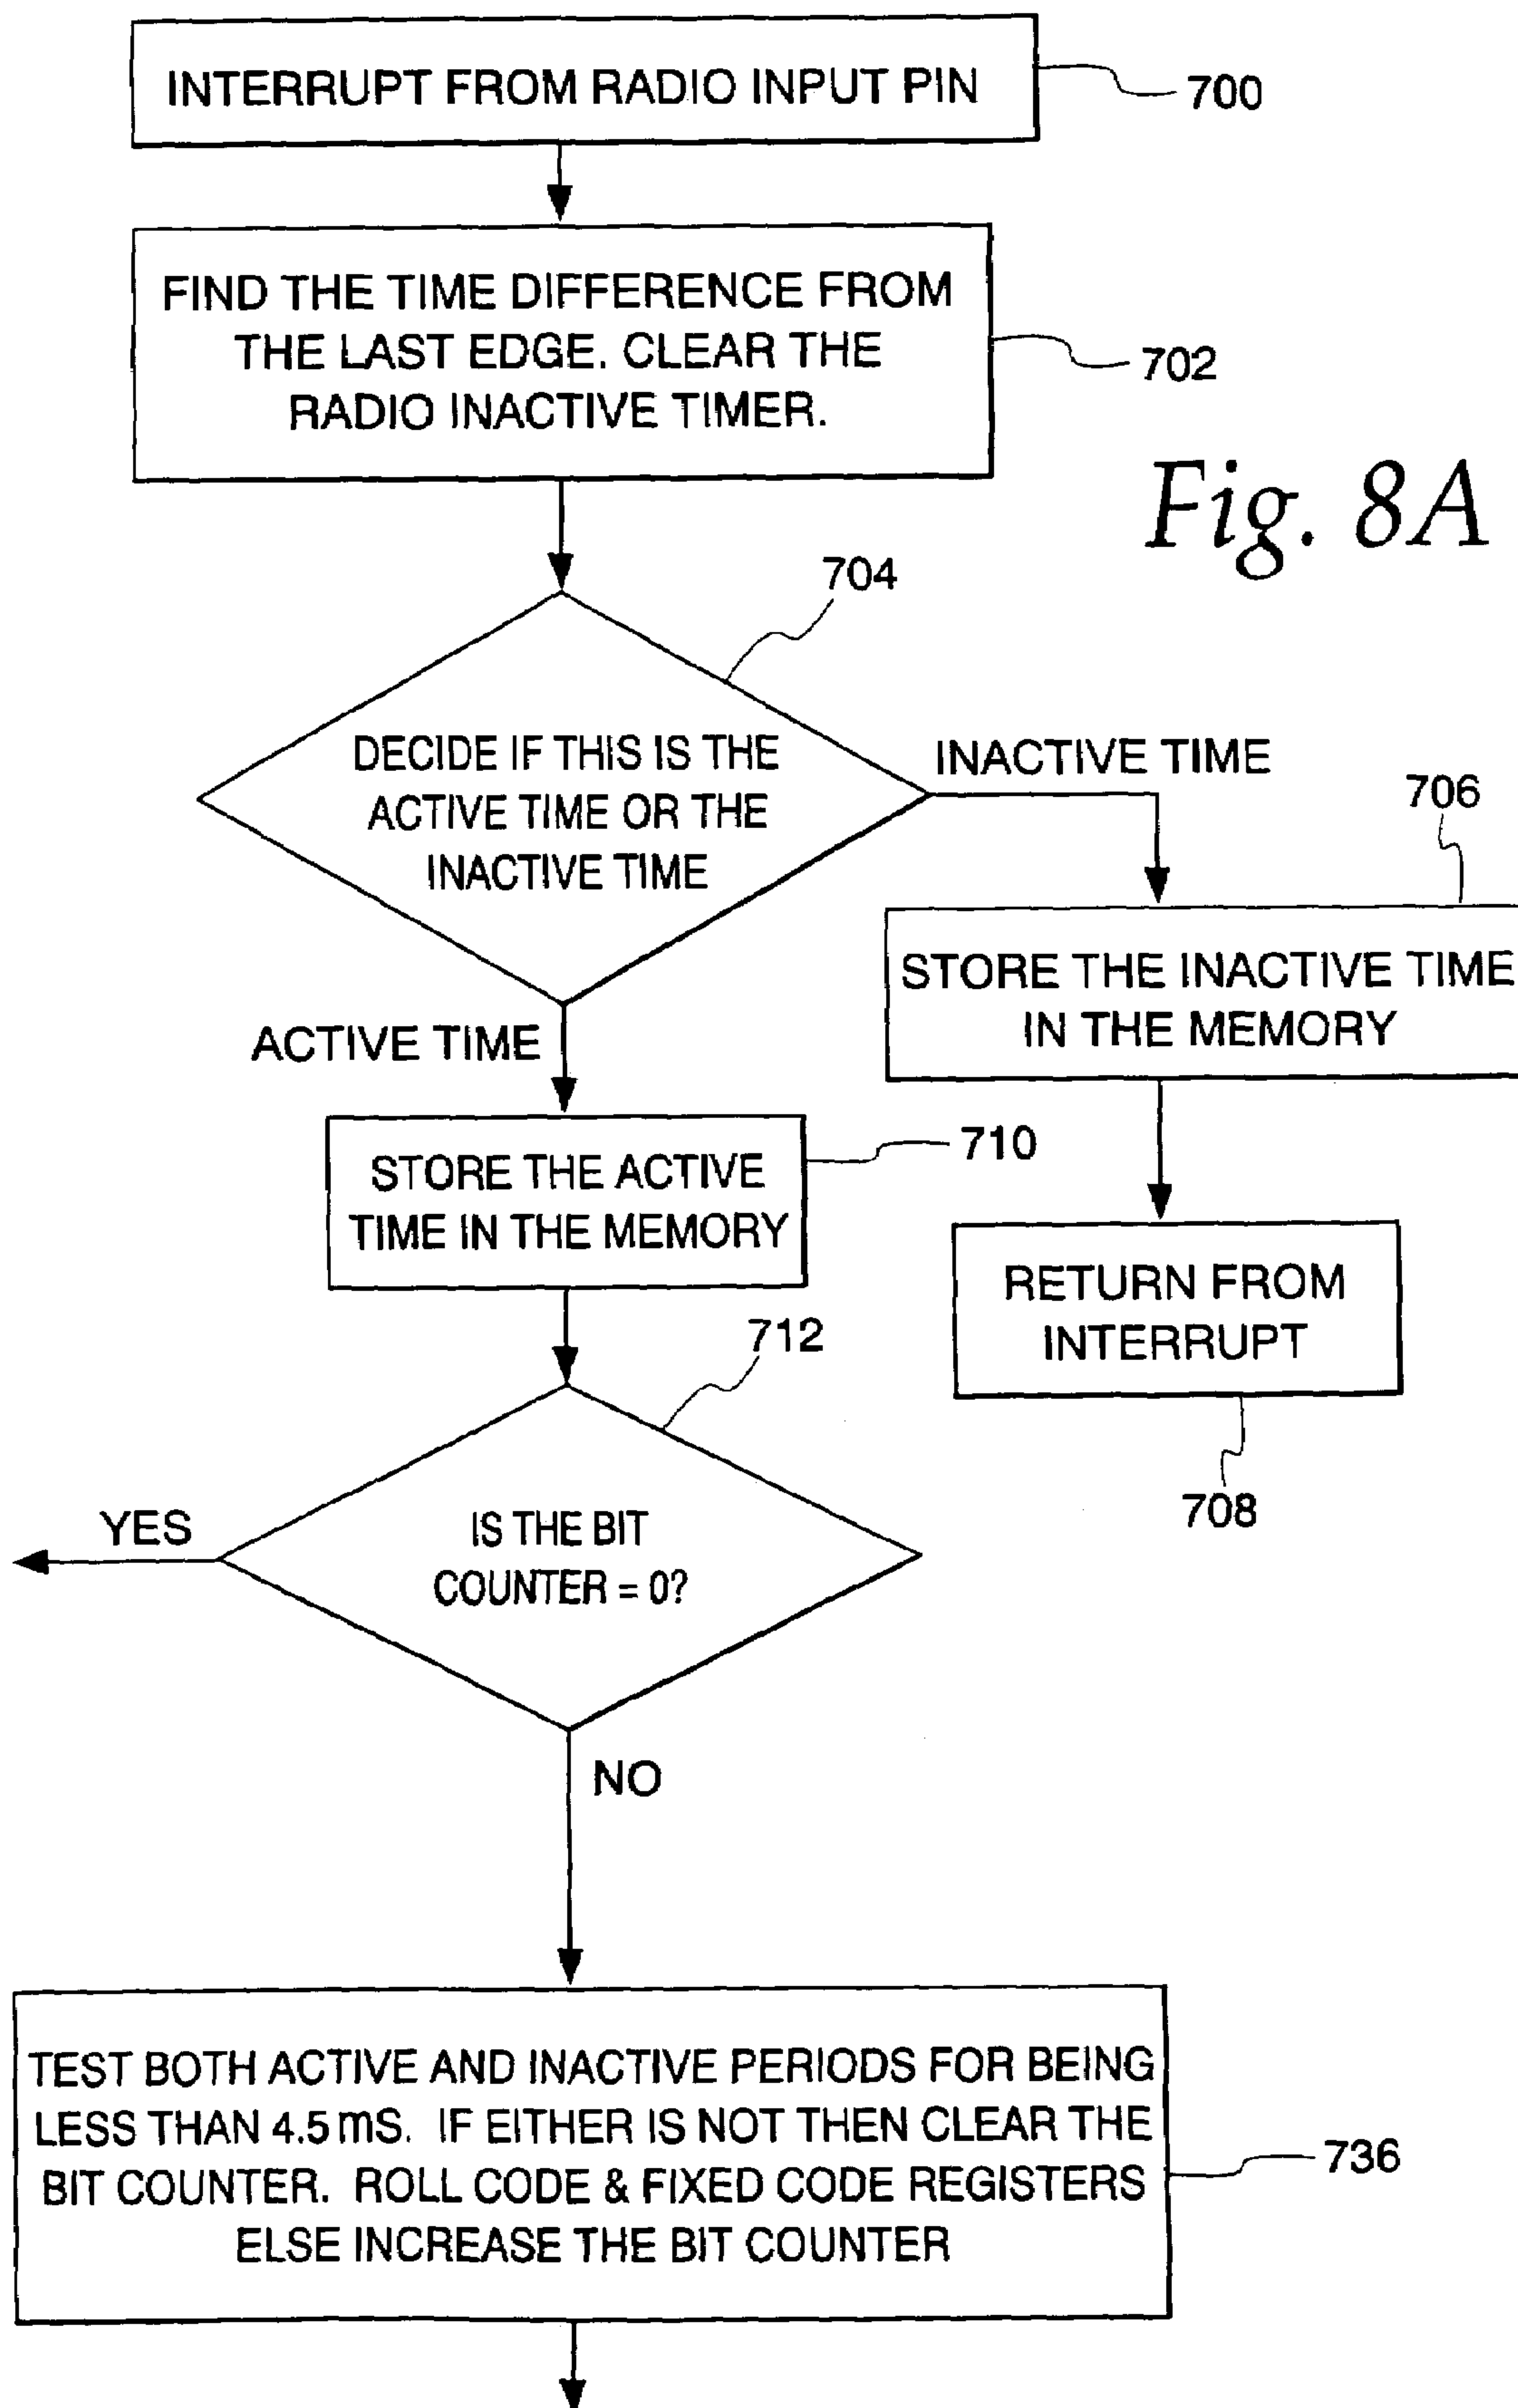 INTERRUPT FROM RADIO INPUT PIN
700
FIND THE TIME DIFFERENCE FROM
THE LAST EDGE. CLEAR THE
RADIO INACTIVE TIMER.
702
Fig. 8A
704
DECIDE IF THIS IS THE
ACTIVE TIME OR THE
INACTIVE TIME
INACTIVE TIME
706
STORE THE INACTIVE TIME
IN THE MEMORY
ACTIVE TIME
710
STORE THE ACTIVE
TIME IN THE MEMORY
RETURN FROM
INTERRUPT
708
712
IS THE BIT
COUNTER = 0?
YES
NO
TEST BOTH ACTIVE AND INACTIVE PERIODS FOR BEING
LESS THAN 4.5 mS. IF EITHER IS NOT THEN CLEAR THE
BIT COUNTER. ROLL CODE & FIXED CODE REGISTERS
ELSE INCREASE THE BIT COUNTER
736